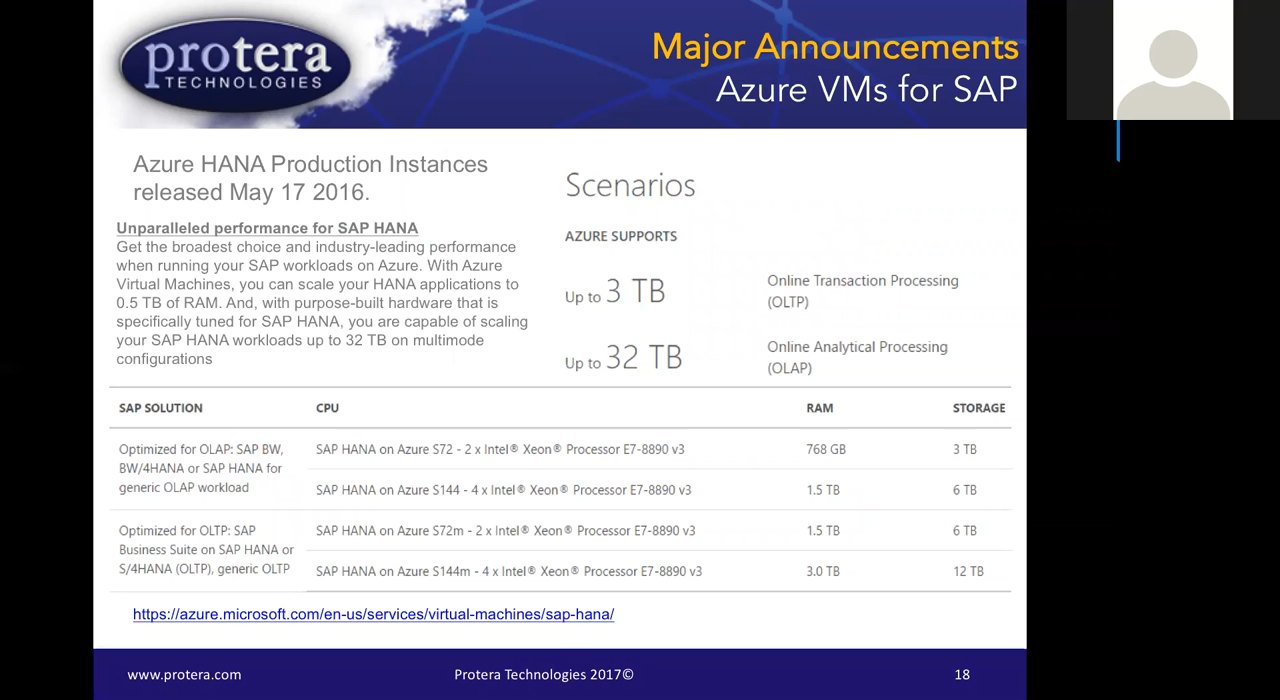 protera
TECHNOLOGIES
Major Announcements
Azure VMs for SAP
Azure HANA Production Instances
released May 17 2016.
Unparalleled performance for SAP HANA
Get the broadest choice and industry-leading performance
when running your SAP workloads on Azure. With Azure
Virtual Machines, you can scale your HANA applications to
0.5 TB of RAM. And, with purpose-built hardware that is
specifically tuned for SAP HANA, you are capable of scaling
your SAP HANA workloads up to 32 TB on multimode
configurations
Scenarios
AZURE SUPPORTS
Up to 3 TB
Online Transaction Processing
(OLTP)
Up to 32 TB
Online Analytical Processing
(OLAP)
SAP SOLUTION CPU RAM STORAGE
Optimized for OLAP: SAP BW,
BW/4HANA or SAP HANA for
generic OLAP workload
SAP HANA on Azure S72 - 2 x Intel® Xeon® Processor E7-8890 v3 768 GB 3 TB
SAP HANA on Azure S144 - 4 x Intel® Xeon® Processor E7-8890 v3 1.5 TB 6 TB
Optimized for OLTP: SAP
Business Suite on SAP HANA or
S/4HANA (OLTP), generic OLTP
SAP HANA on Azure S72m - 2 x Intel® Xeon® Processor E7-8890 v3 1.5 TB 6 TB
SAP HANA on Azure S144m - 4 x Intel® Xeon® Processor E7-8890 v3 3.0 TB 12 TB
https://azure.microsoft.com/en-us/services/virtual-machines/sap-hana/
www.protera.com Protera Technologies 2017© 18